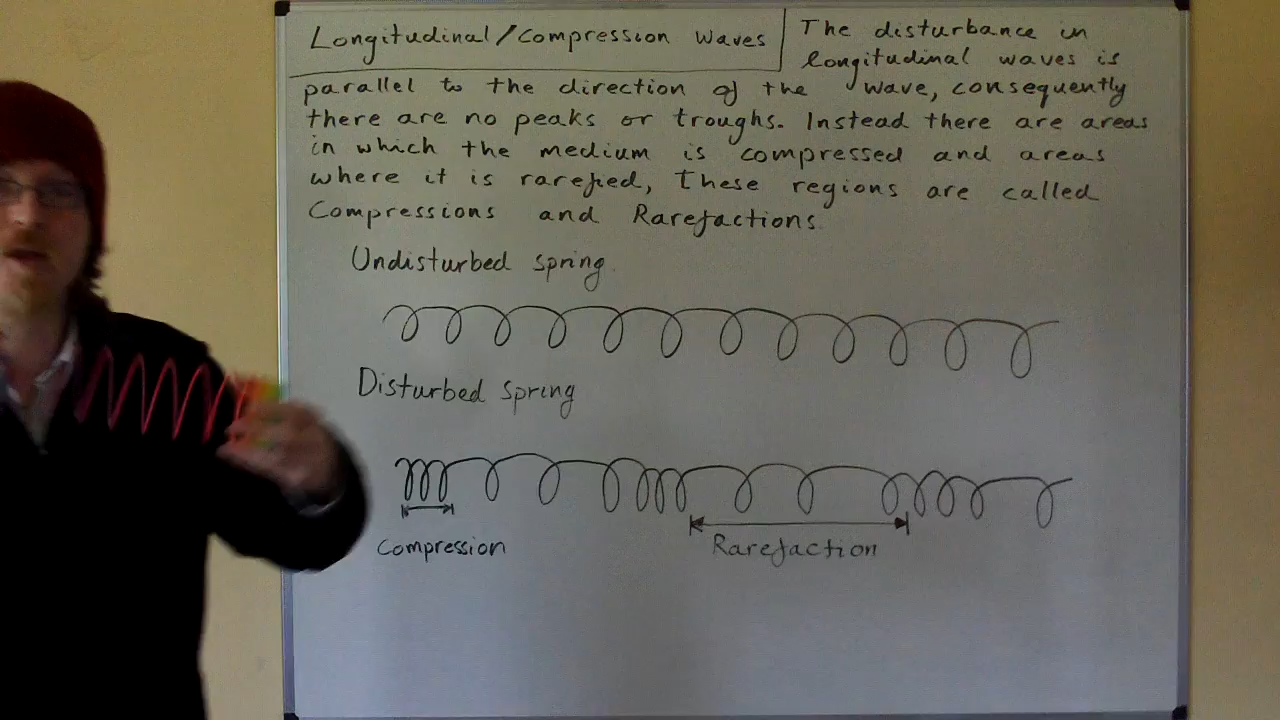 Longitudinal/Compression Waves
The disturbance in
longitudinal waves is
parallel to the direction of the wave, consequently
there are no peaks or troughs. Instead there are areas
in which the medium is compressed and areas
where it is rarefied, these regions are called
Compressions and Rarefactions.
Undisturbed spring.
Disturbed spring
Compression
Rarefaction